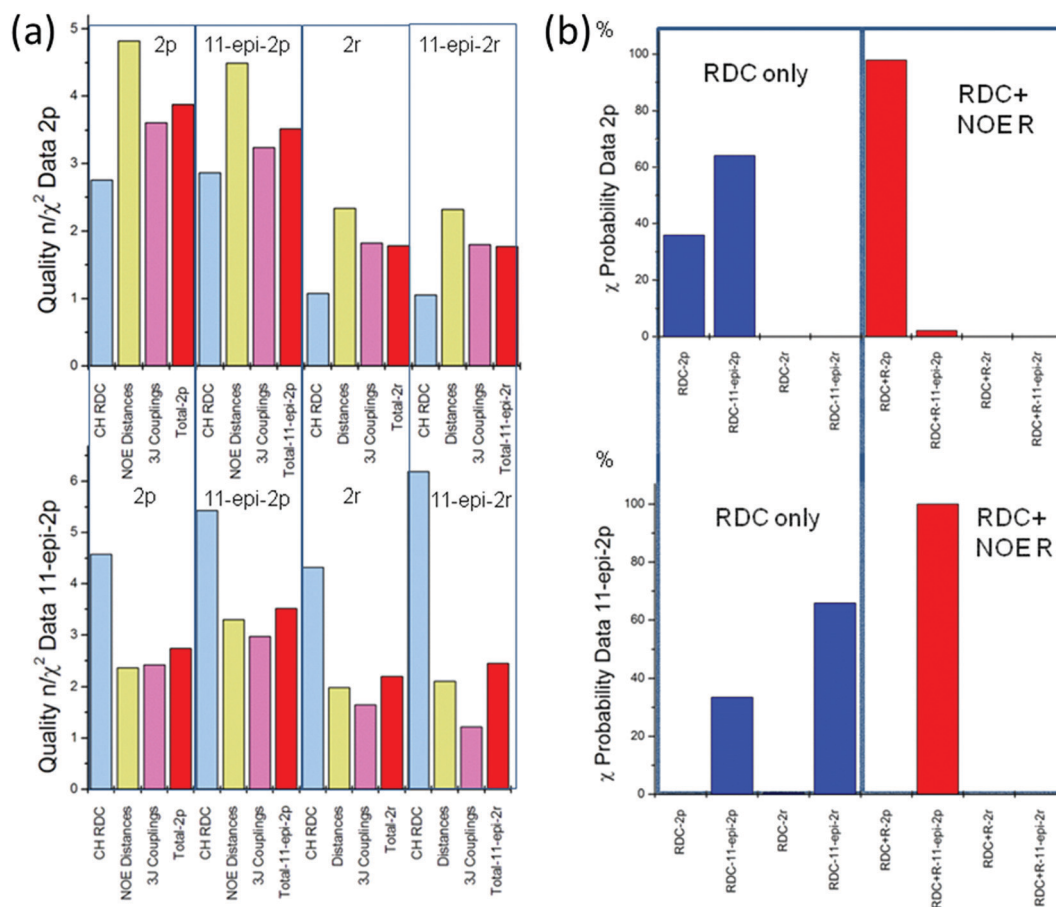 (a)
Quality n/χ² Data 2p
5
4
3
2
1
0
2p
11-epi-2p
2r
11-epi-2r
CH RDC
NOE Distances
3J Couplings
Total-2p
CH RDC
NOE Distances
3J Couplings
Total-11-epi-2p
CH RDC
Distances
3J Couplings
Total-2r
CH RDC
Distances
3J Couplings
Total-11-epi-2r
Quality n/χ² Data 11-epi-2p
6
5
4
3
2
1
0
2p
11-epi-2p
2r
11-epi-2r
CH RDC
NOE Distances
3J Couplings
Total-2p
CH RDC
NOE Distances
3J Couplings
Total-11-epi-2p
CH RDC
Distances
3J Couplings
Total-2r
CH RDC
Distances
3J Couplings
Total-11-epi-2r
(b)
%
χ Probability Data 2p
100
80
60
40
20
0
RDC only
RDC+
NOE R
RDC-2p
RDC-11-epi-2p
RDC-2r
RDC-11-epi-2r
RDC+R-2p
RDC+R-11-epi-2p
RDC+R-2r
RDC+R-11-epi-2r
%
χ Probability Data 11-epi-2p
100
80
60
40
20
0
RDC only
RDC+
NOE R
RDC-2p
RDC-11-epi-2p
RDC-2r
RDC-11-epi-2r
RDC+R-2p
RDC+R-11-epi-2p
RDC+R-2r
RDC+R-11-epi-2r